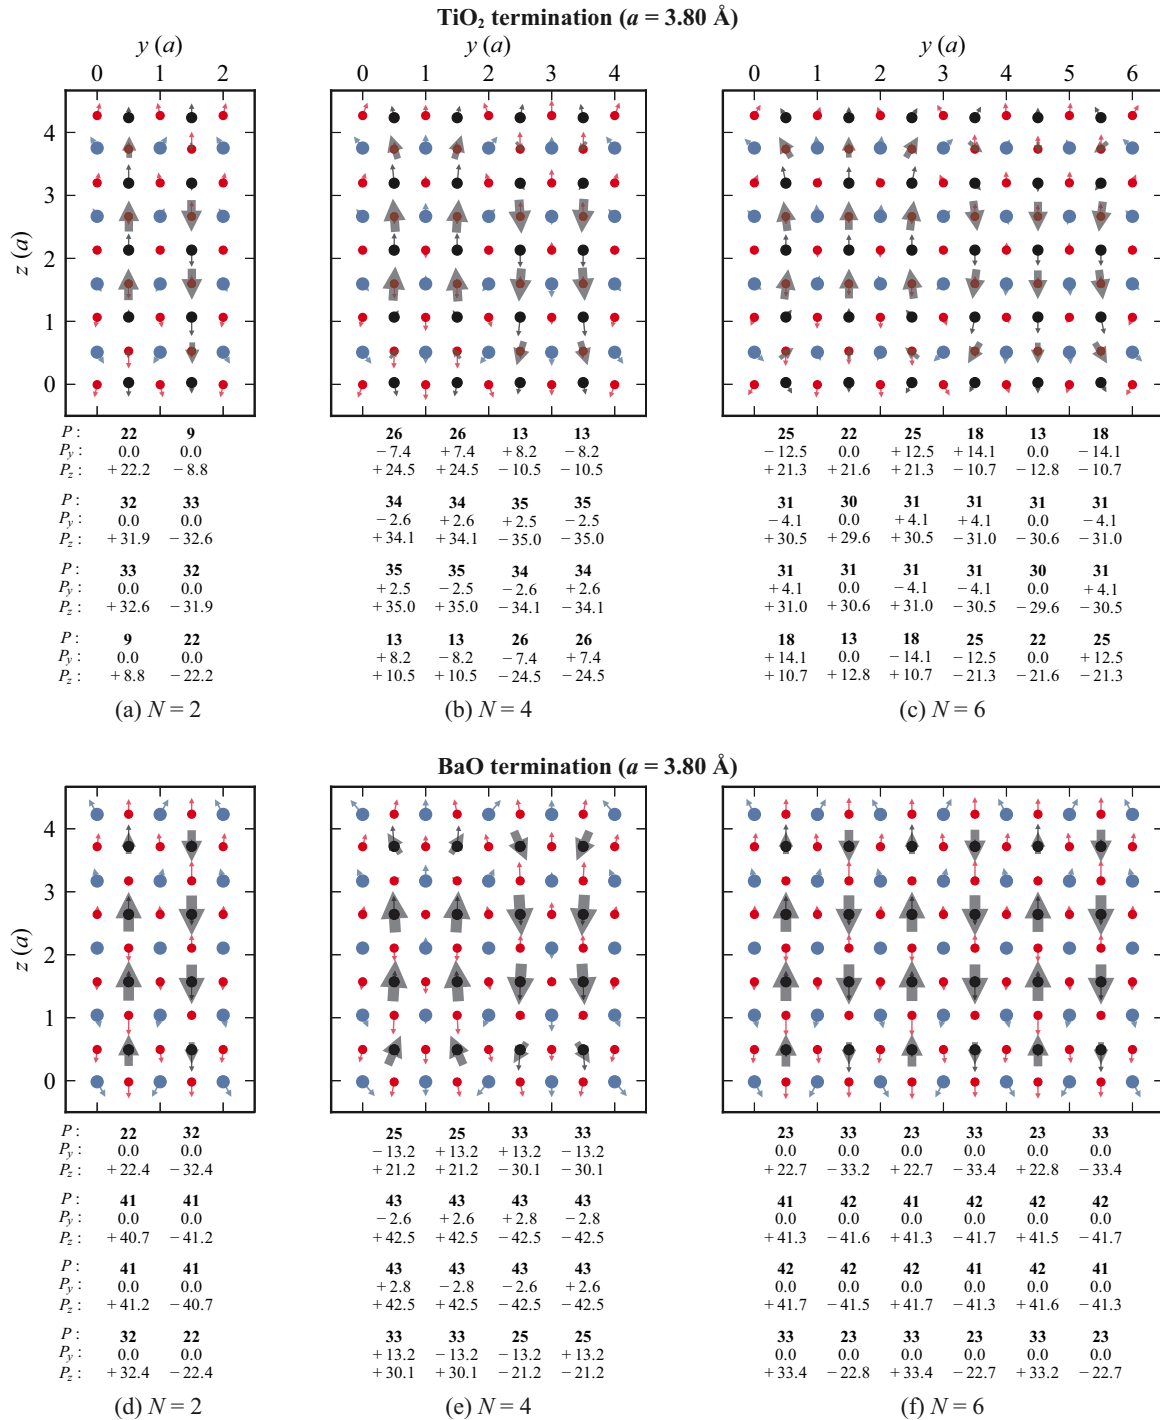 TiO₂ termination (a = 3.80 Å)
y (a) y (a) y (a)
0 1 2 0 1 2 3 4 0 1 2 3 4 5 6
4
3
z (a)
2
1
0
P : 22 9 26 26 13 13 25 22 25 18 13 18
Py : 0.0 0.0 −7.4 +7.4 +8.2 −8.2 −12.5 0.0 +12.5 +14.1 0.0 −14.1
Pz : +22.2 −8.8 +24.5 +24.5 −10.5 −10.5 +21.3 +21.6 +21.3 −10.7 −12.8 −10.7
P : 32 33 34 34 35 35 31 30 31 31 31 31
Py : 0.0 0.0 −2.6 +2.6 +2.5 −2.5 −4.1 0.0 +4.1 +4.1 0.0 −4.1
Pz : +31.9 −32.6 +34.1 +34.1 −35.0 −35.0 +30.5 +29.6 +30.5 −31.0 −30.6 −31.0
P : 33 32 35 35 34 34 31 31 31 31 30 31
Py : 0.0 0.0 +2.5 −2.5 −2.6 +2.6 +4.1 0.0 −4.1 −4.1 0.0 +4.1
Pz : +32.6 −31.9 +35.0 +35.0 −34.1 −34.1 +31.0 +30.6 +31.0 −30.5 −29.6 −30.5
P : 9 22 13 13 26 26 18 13 18 25 22 25
Py : 0.0 0.0 +8.2 −8.2 −7.4 +7.4 +14.1 0.0 −14.1 −12.5 0.0 +12.5
Pz : +8.8 −22.2 +10.5 +10.5 −24.5 −24.5 +10.7 +12.8 +10.7 −21.3 −21.6 −21.3
(a) N = 2 (b) N = 4 (c) N = 6
BaO termination (a = 3.80 Å)
4
3
z (a)
2
1
0
P : 22 32 25 25 33 33 23 33 23 33 23 33
Py : 0.0 0.0 −13.2 +13.2 +13.2 −13.2 0.0 0.0 0.0 0.0 0.0 0.0
Pz : +22.4 −32.4 +21.2 +21.2 −30.1 −30.1 +22.7 −33.2 +22.7 −33.4 +22.8 −33.4
P : 41 41 43 43 43 43 41 42 41 42 42 42
Py : 0.0 0.0 −2.6 +2.6 +2.8 −2.8 0.0 0.0 0.0 0.0 0.0 0.0
Pz : +40.7 −41.2 +42.5 +42.5 −42.5 −42.5 +41.3 −41.6 +41.3 −41.7 +41.5 −41.7
P : 41 41 43 43 43 43 42 42 42 41 42 41
Py : 0.0 0.0 +2.8 −2.8 −2.6 +2.6 0.0 0.0 0.0 0.0 0.0 0.0
Pz : +41.2 −40.7 +42.5 +42.5 −42.5 −42.5 +41.7 −41.5 +41.7 −41.3 +41.6 −41.3
P : 32 22 33 33 25 25 33 23 33 23 33 23
Py : 0.0 0.0 +13.2 −13.2 −13.2 +13.2 0.0 0.0 0.0 0.0 0.0 0.0
Pz : +32.4 −22.4 +30.1 +30.1 −21.2 −21.2 +33.4 −22.8 +33.4 −22.7 +33.2 −22.7
(d) N = 2 (e) N = 4 (f) N = 6